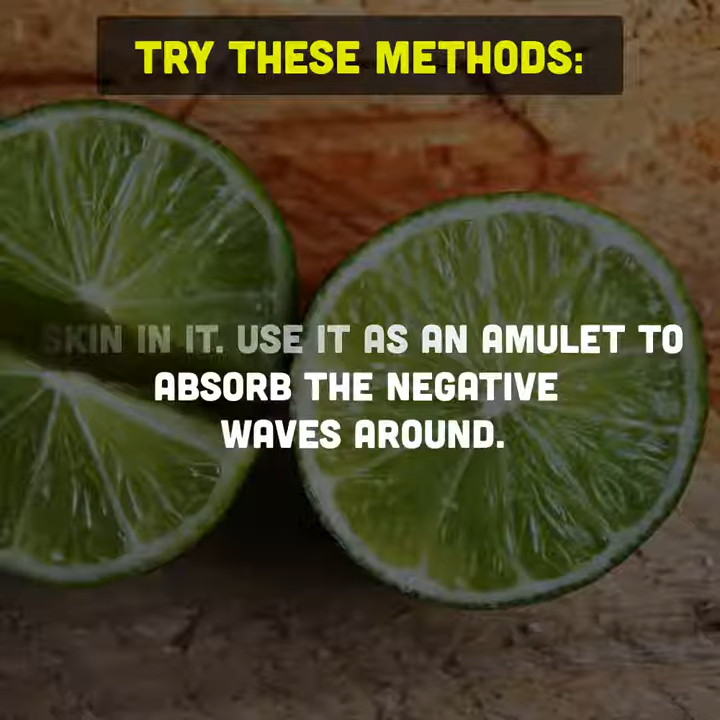 TRY THESE METHODS:
SKIN IN IT. USE IT AS AN AMULET TO
ABSORB THE NEGATIVE
WAVES AROUND.